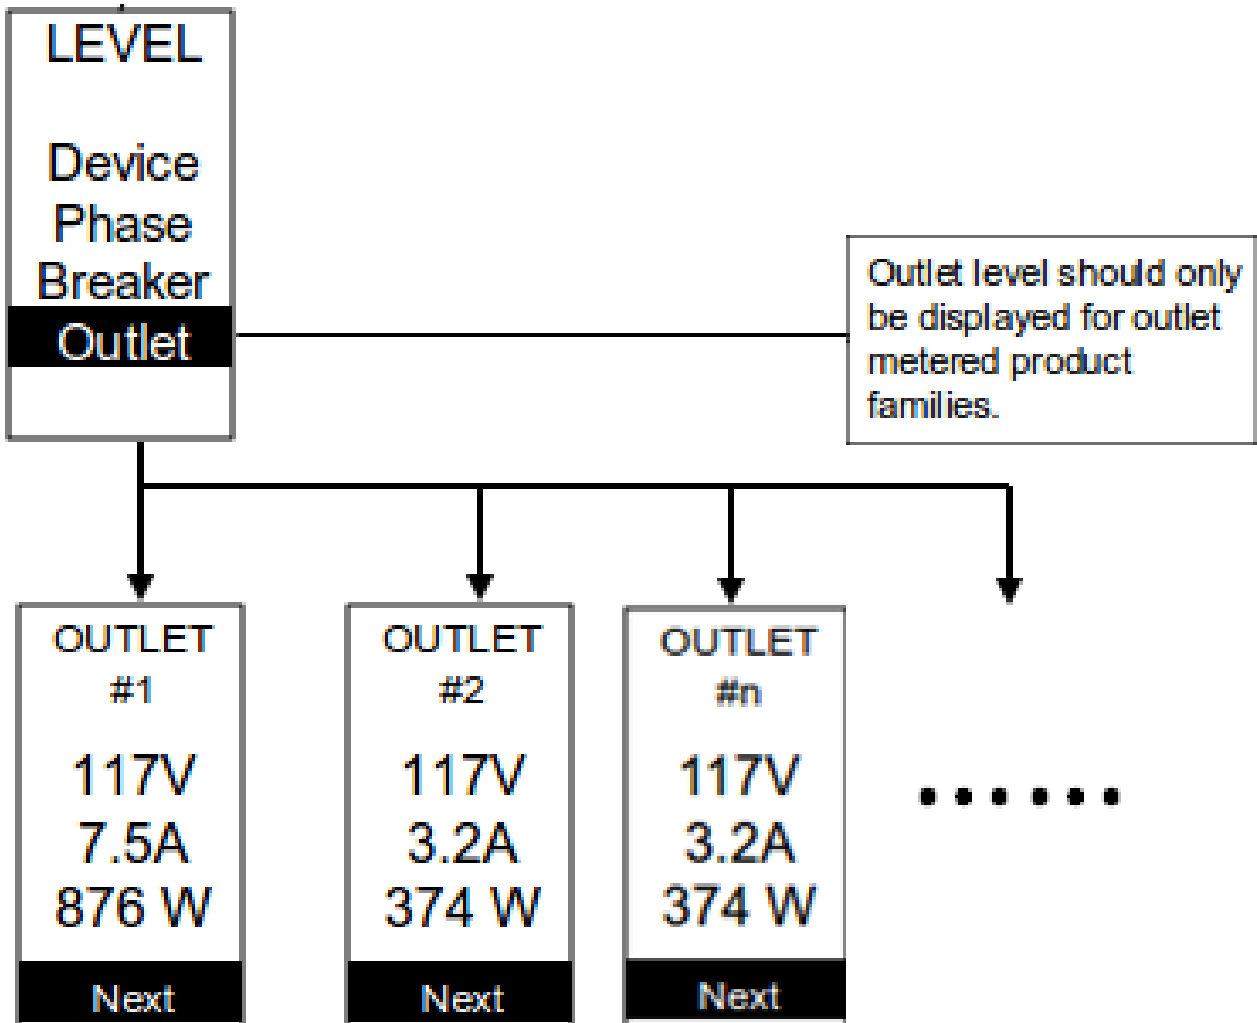 LEVEL
Device
Phase
Breaker
Outlet
Outlet level should only
be displayed for outlet
metered product
families.
OUTLET
#1
117V
7.5A
876 W
Next
OUTLET
#2
117V
3.2A
374 W
Next
OUTLET
#n
117V
3.2A
374 W
Next